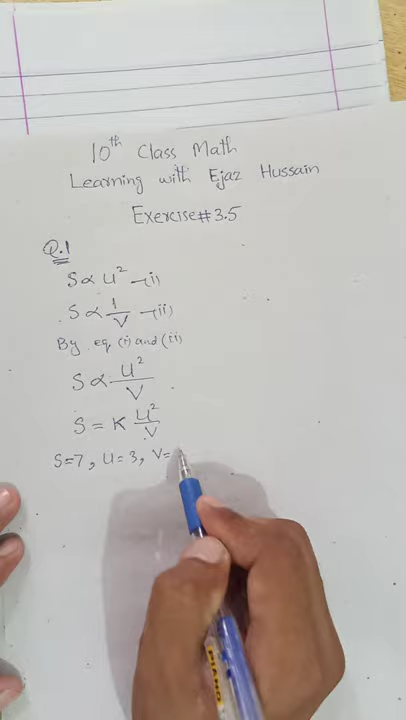 10th Class Math
Learning with Ejaz Hussain
Exercise#3.5
Q.1
S∝U² —(i)
S∝1/V —(ii)
By eq (i) and (ii)
S∝U²/V
S=K U²/V
S=7, U=3, V=
PIANO